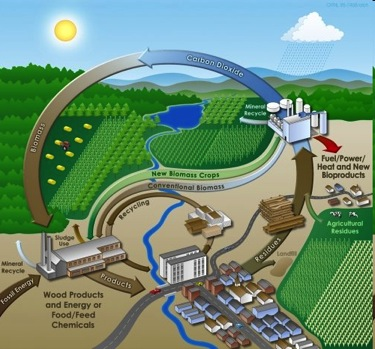 Carbon Dioxide
Biomass
Mineral
Recycle
Fuel/Power/
Heat and New
Bioproducts
New Biomass Crops
Conventional Biomass
Recycling
Agricultural
Residues
Sludge
Use
Residues
Landfill
Mineral
Recycle
Products
Fossil Energy
Wood Products
and Energy or
Food/Feed
Chemicals